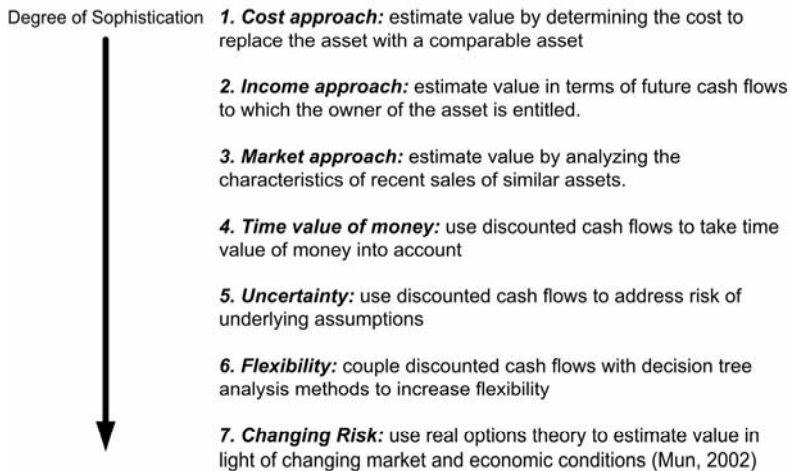 Degree of Sophistication
1. Cost approach: estimate value by determining the cost to
replace the asset with a comparable asset
2. Income approach: estimate value in terms of future cash flows
to which the owner of the asset is entitled.
3. Market approach: estimate value by analyzing the
characteristics of recent sales of similar assets.
4. Time value of money: use discounted cash flows to take time
value of money into account
5. Uncertainty: use discounted cash flows to address risk of
underlying assumptions
6. Flexibility: couple discounted cash flows with decision tree
analysis methods to increase flexibility
7. Changing Risk: use real options theory to estimate value in
light of changing market and economic conditions (Mun, 2002)